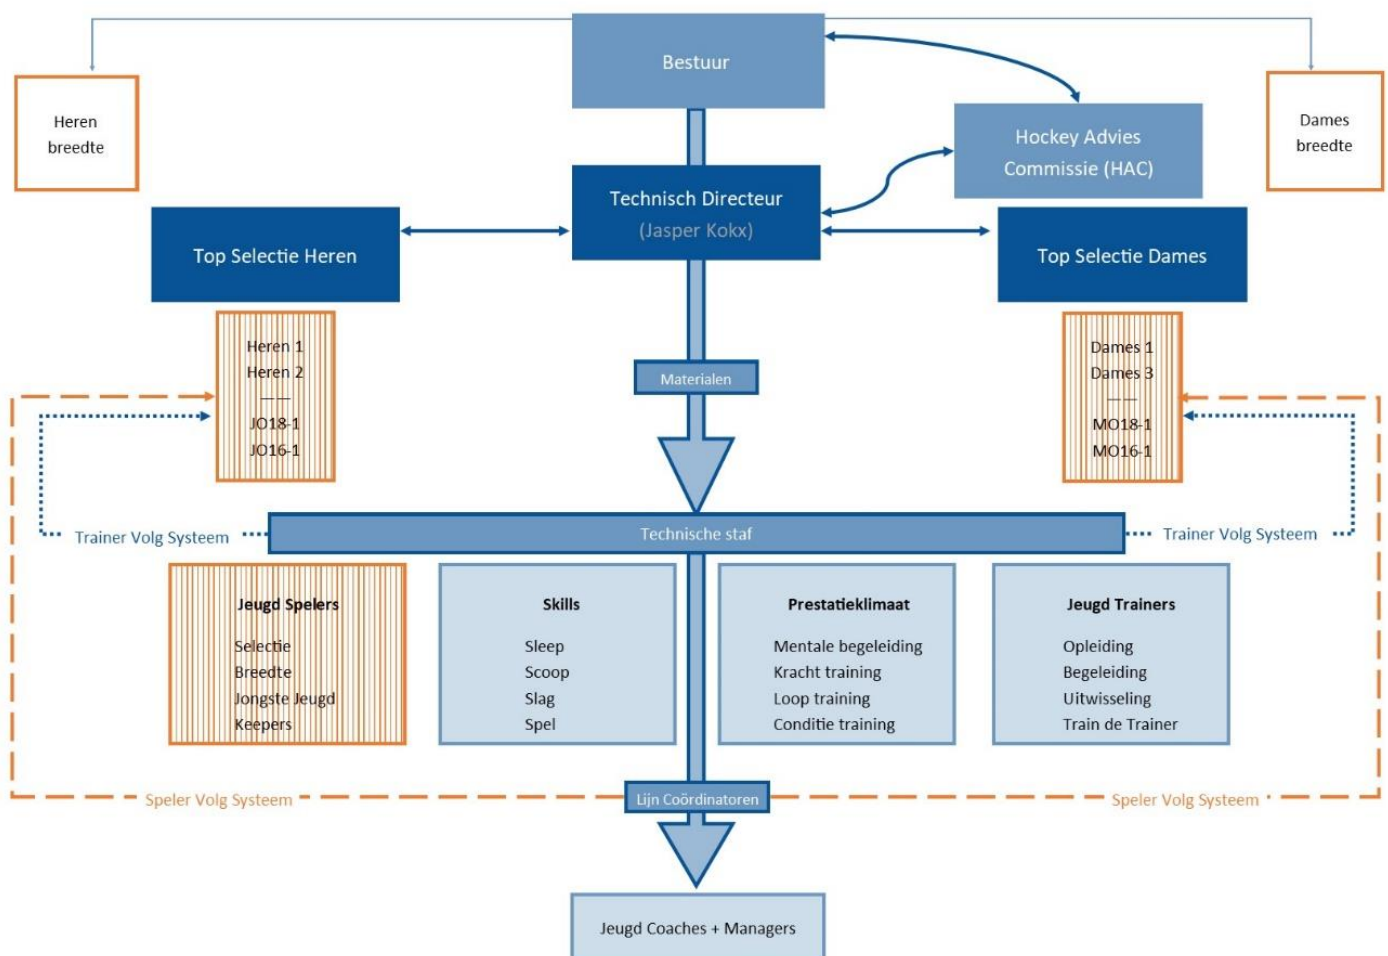 Bestuur
Heren
breedte
Dames
breedte
Hockey Advies
Commissie (HAC)
Technisch Directeur
(Jasper Kokx)
Top Selectie Heren
Top Selectie Dames
Heren 1
Heren 2
——
JO18-1
JO16-1
Dames 1
Dames 3
——
MO18-1
MO16-1
Materialen
Trainer Volg Systeem
Technische staf
Trainer Volg Systeem
Jeugd Spelers
Selectie
Breedte
Jongste Jeugd
Keepers
Skills
Sleep
Scoop
Slag
Spel
Prestatieklimaat
Mentale begeleiding
Kracht training
Loop training
Conditie training
Jeugd Trainers
Opleiding
Begeleiding
Uitwisseling
Train de Trainer
Speler Volg Systeem
Lijn Coördinatoren
Speler Volg Systeem
Jeugd Coaches + Managers